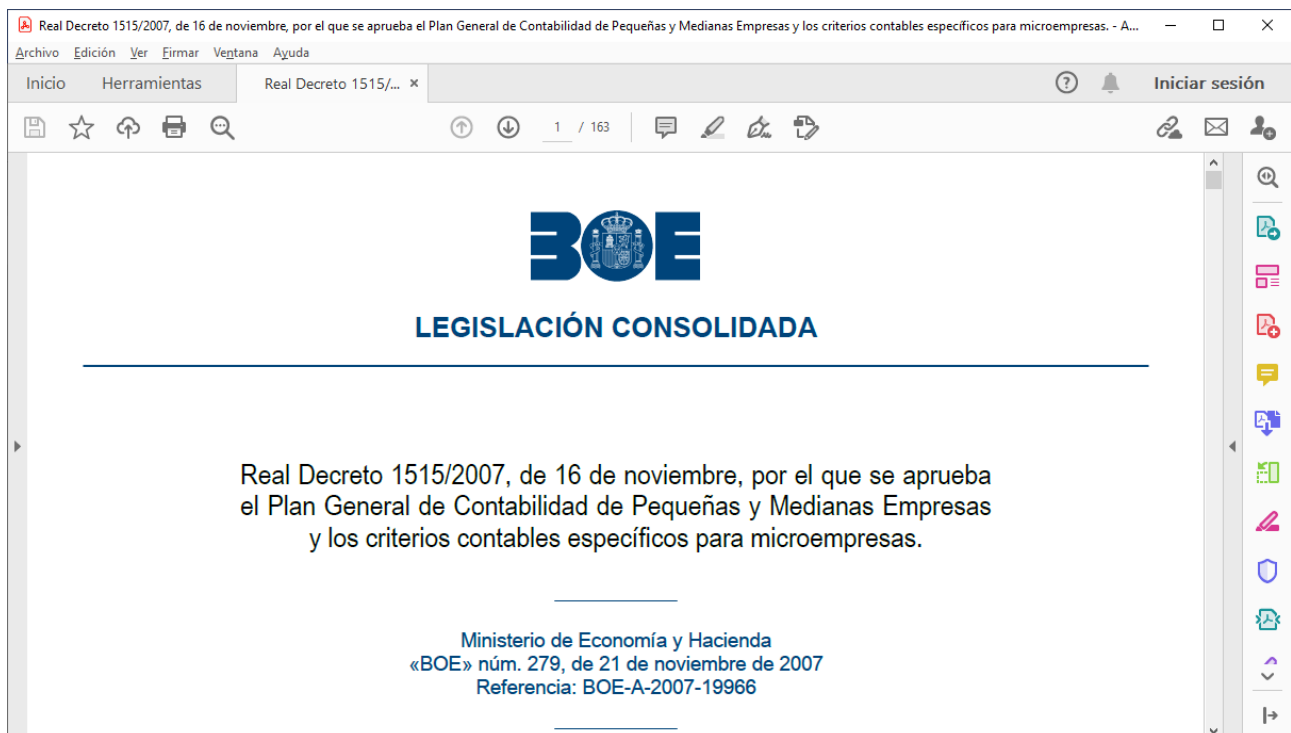 Real Decreto 1515/2007, de 16 de noviembre, por el que se aprueba el Plan General de Contabilidad de Pequeñas y Medianas Empresas y los criterios contables específicos para microempresas. - A...
Archivo Edición Ver Firmar Ventana Ayuda
Inicio Herramientas Real Decreto 1515/... × Iniciar sesión
1 / 163
BOE
LEGISLACIÓN CONSOLIDADA
Real Decreto 1515/2007, de 16 de noviembre, por el que se aprueba
el Plan General de Contabilidad de Pequeñas y Medianas Empresas
y los criterios contables específicos para microempresas.
Ministerio de Economía y Hacienda
«BOE» núm. 279, de 21 de noviembre de 2007
Referencia: BOE-A-2007-19966